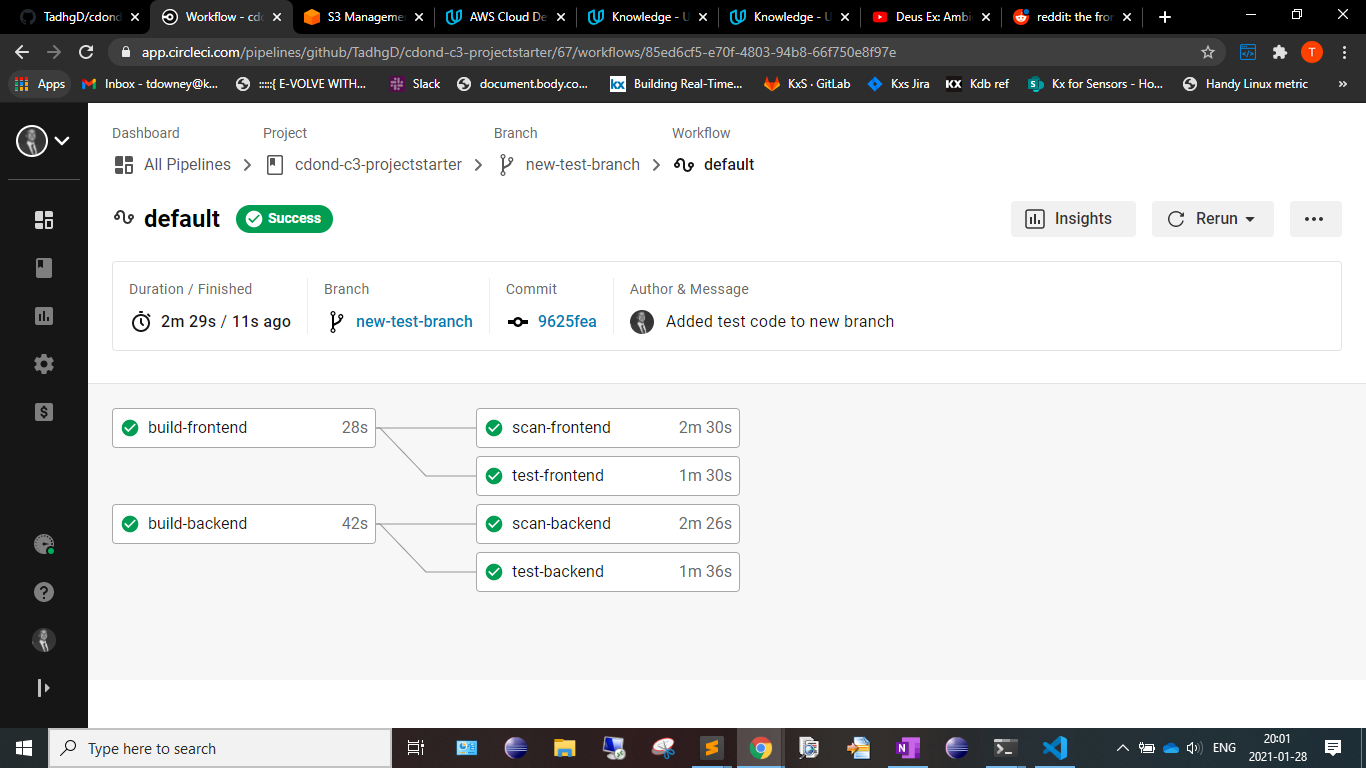 TadhgD/cdond
Workflow - cdc
S3 Manageme
AWS Cloud De
Knowledge - U
Knowledge - U
Deus Ex: Ambi
reddit: the fror
app.circleci.com/pipelines/github/TadhgD/cdond-c3-projectstarter/67/workflows/85ed6cf5-e70f-4803-94b8-66f750e8f97e
T
Apps
Inbox - tdowney@k...
:::::{ E-VOLVE WITH...
Slack
document.body.co...
kx Building Real-Time...
KxS · GitLab
Kxs Jira
KX Kdb ref
Kx for Sensors - Ho...
Handy Linux metric
»
Dashboard Project Branch Workflow
All Pipelines cdond-c3-projectstarter new-test-branch default
default Success Insights Rerun
Duration / Finished Branch Commit Author & Message
2m 29s / 11s ago new-test-branch 9625fea Added test code to new branch
build-frontend 28s scan-frontend 2m 30s
test-frontend 1m 30s
build-backend 42s scan-backend 2m 26s
test-backend 1m 36s
Type here to search
ENG
20:01
2021-01-28